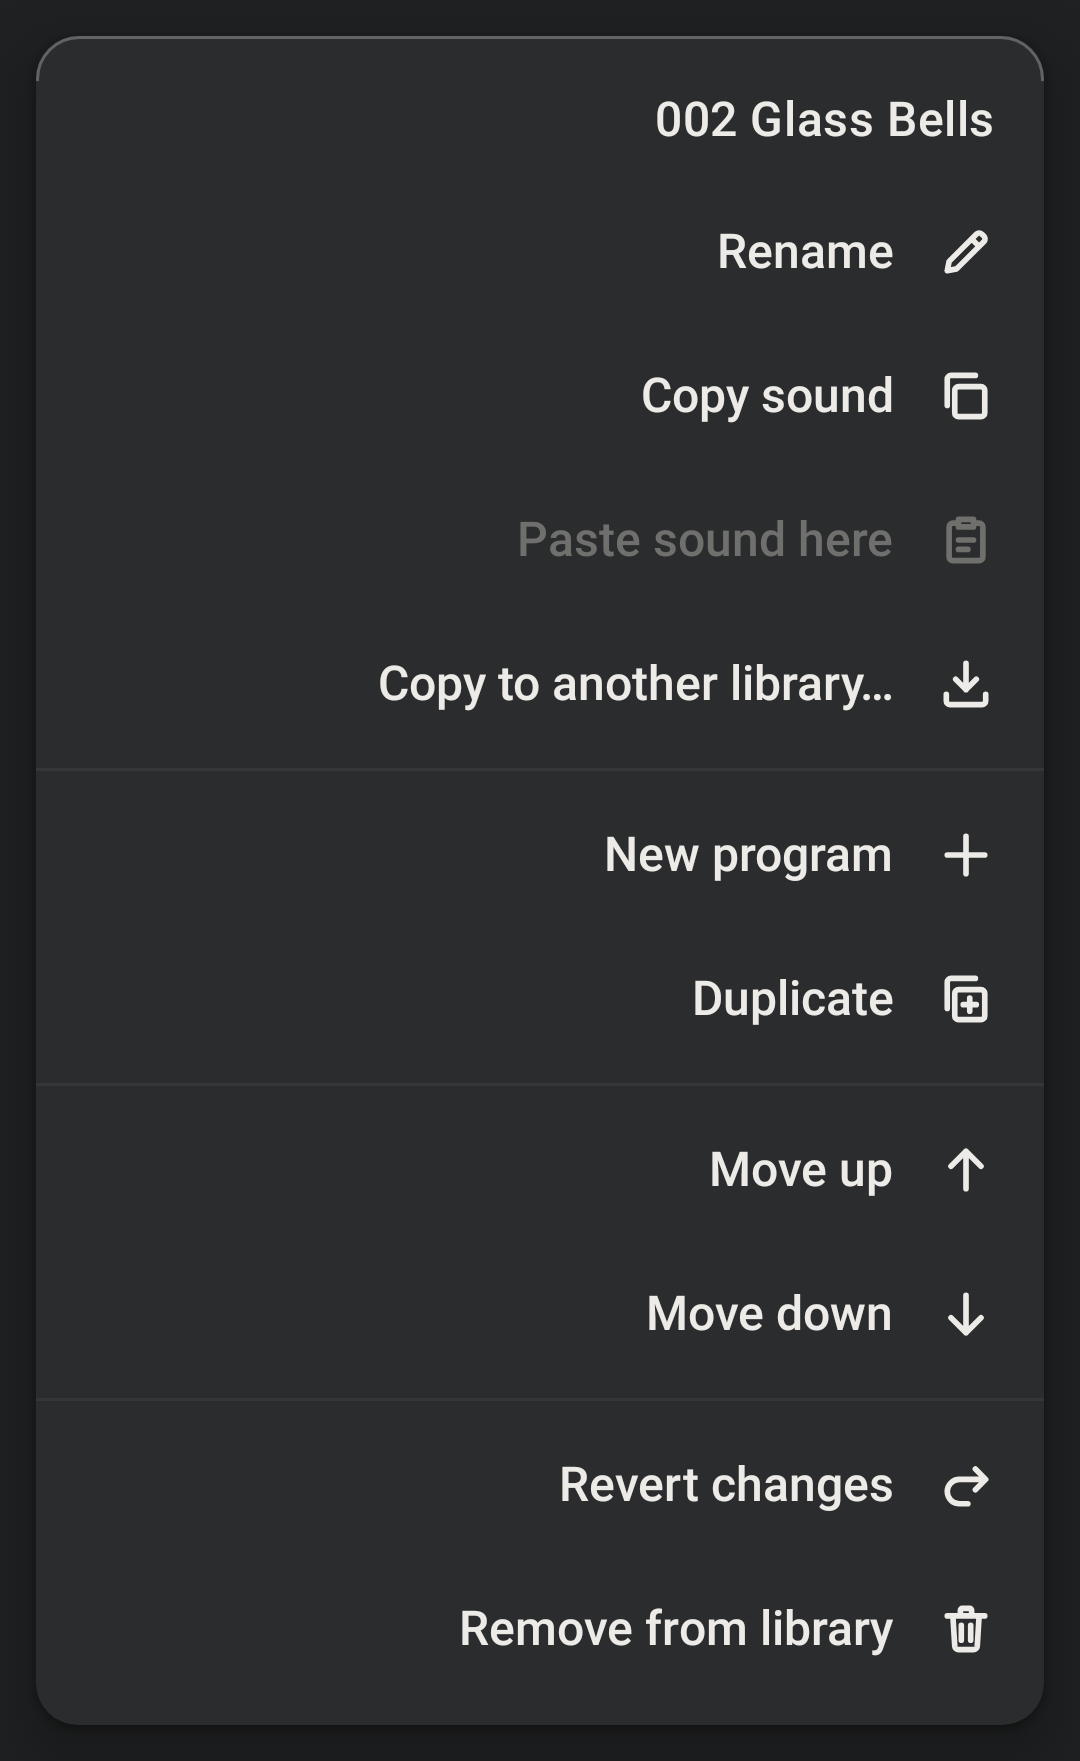 002 Glass Bells
Rename
Copy sound
Paste sound here
Copy to another library...
New program
Duplicate
Move up
Move down
Revert changes
Remove from library